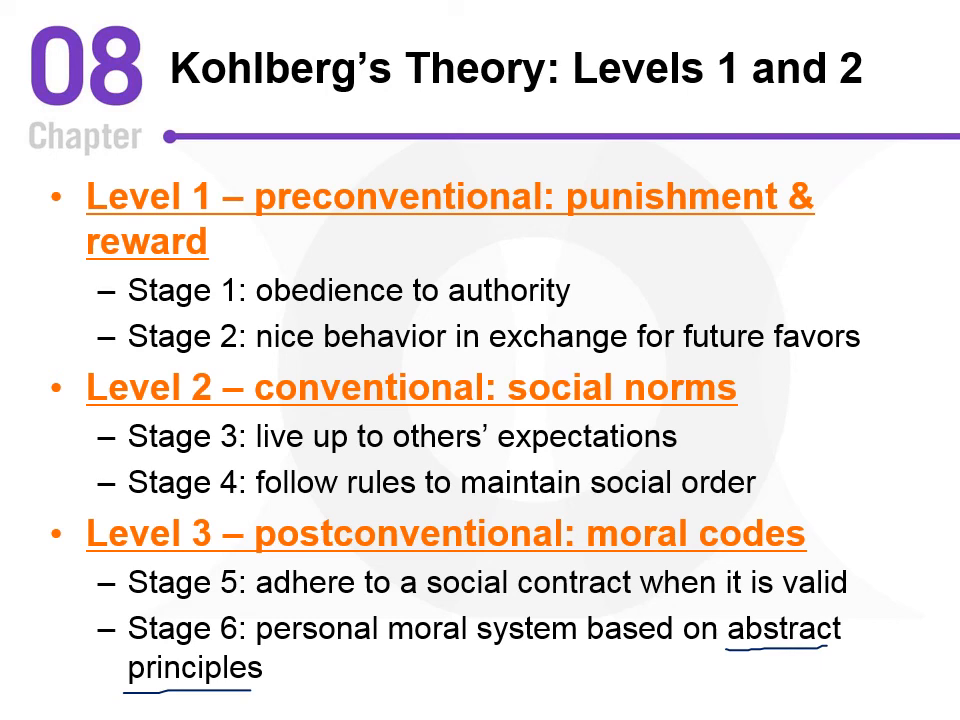 08
Chapter
Kohlberg’s Theory: Levels 1 and 2
• Level 1 – preconventional: punishment &
reward
– Stage 1: obedience to authority
– Stage 2: nice behavior in exchange for future favors
• Level 2 – conventional: social norms
– Stage 3: live up to others’ expectations
– Stage 4: follow rules to maintain social order
• Level 3 – postconventional: moral codes
– Stage 5: adhere to a social contract when it is valid
– Stage 6: personal moral system based on abstract
principles